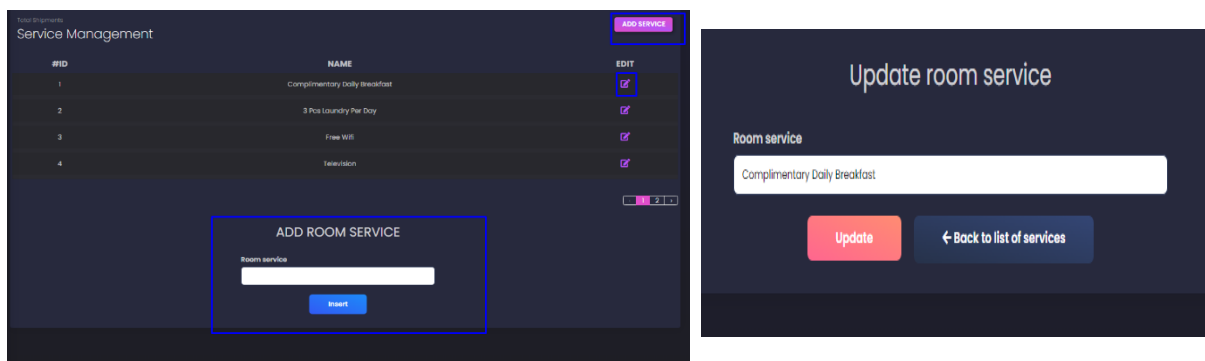 Total Shipments
Service Management
ADD SERVICE
#ID NAME EDIT
1 Complimentary Daily Breakfast
2 3 Pcs Laundry Per Day
3 Free Wifi
4 Television
‹ 1 2 ›
ADD ROOM SERVICE
Room service
Insert
Update room service
Room service
Complimentary Daily Breakfast
Update ← Back to list of services